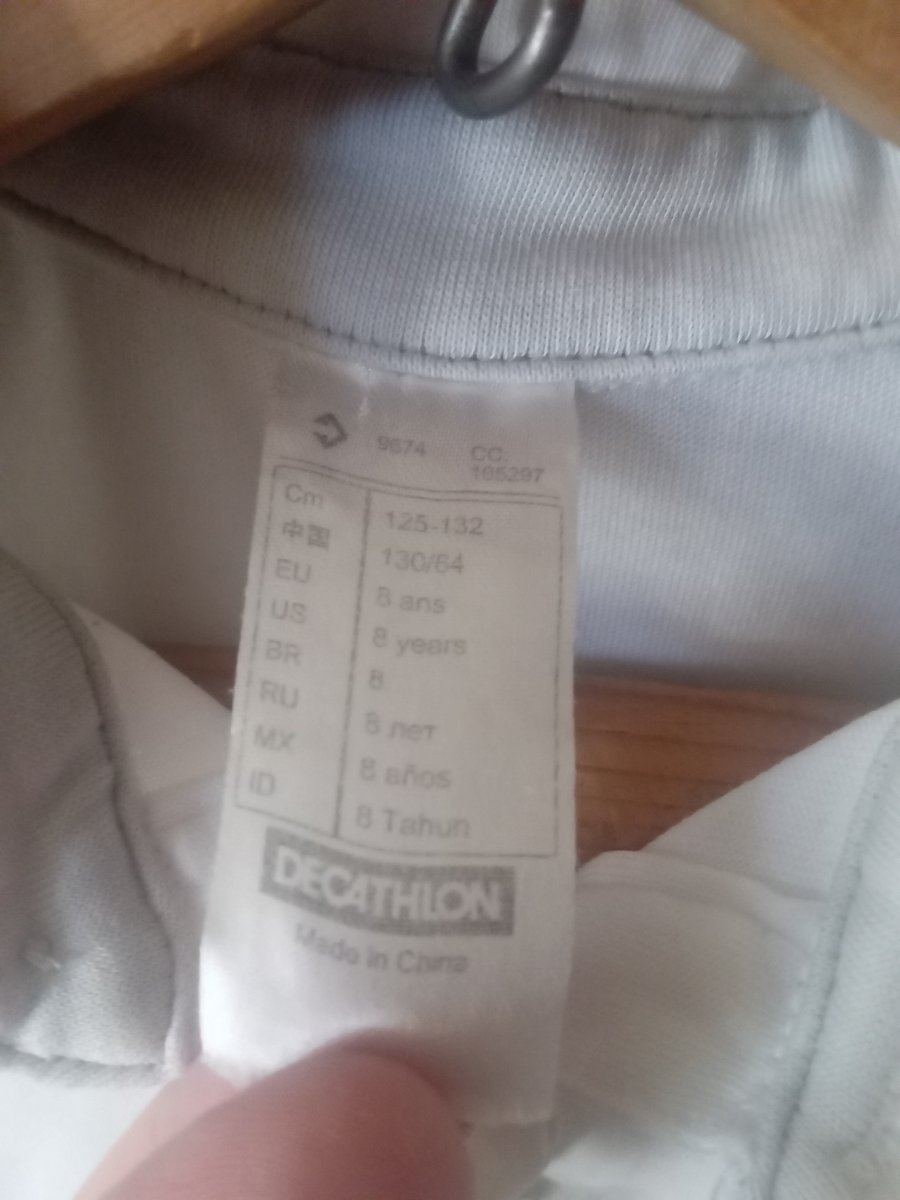 9674 CC.
105297
Cm 125-132
中国 130/64
EU 8 ans
US 8 years
BR 8
RU 8 лет
MX 8 años
ID 8 Tahun
DECATHLON
Made in China